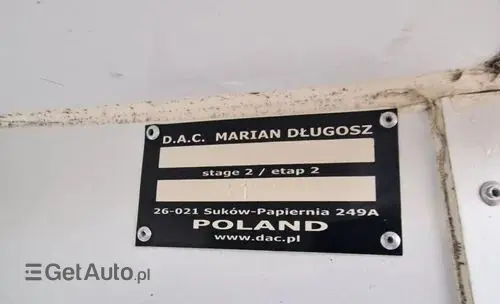 D.A.C. MARIAN DŁUGOSZ
stage 2 / etap 2
26-021 Suków-Papiernia 249A
POLAND
www.dac.pl
GetAuto.pl